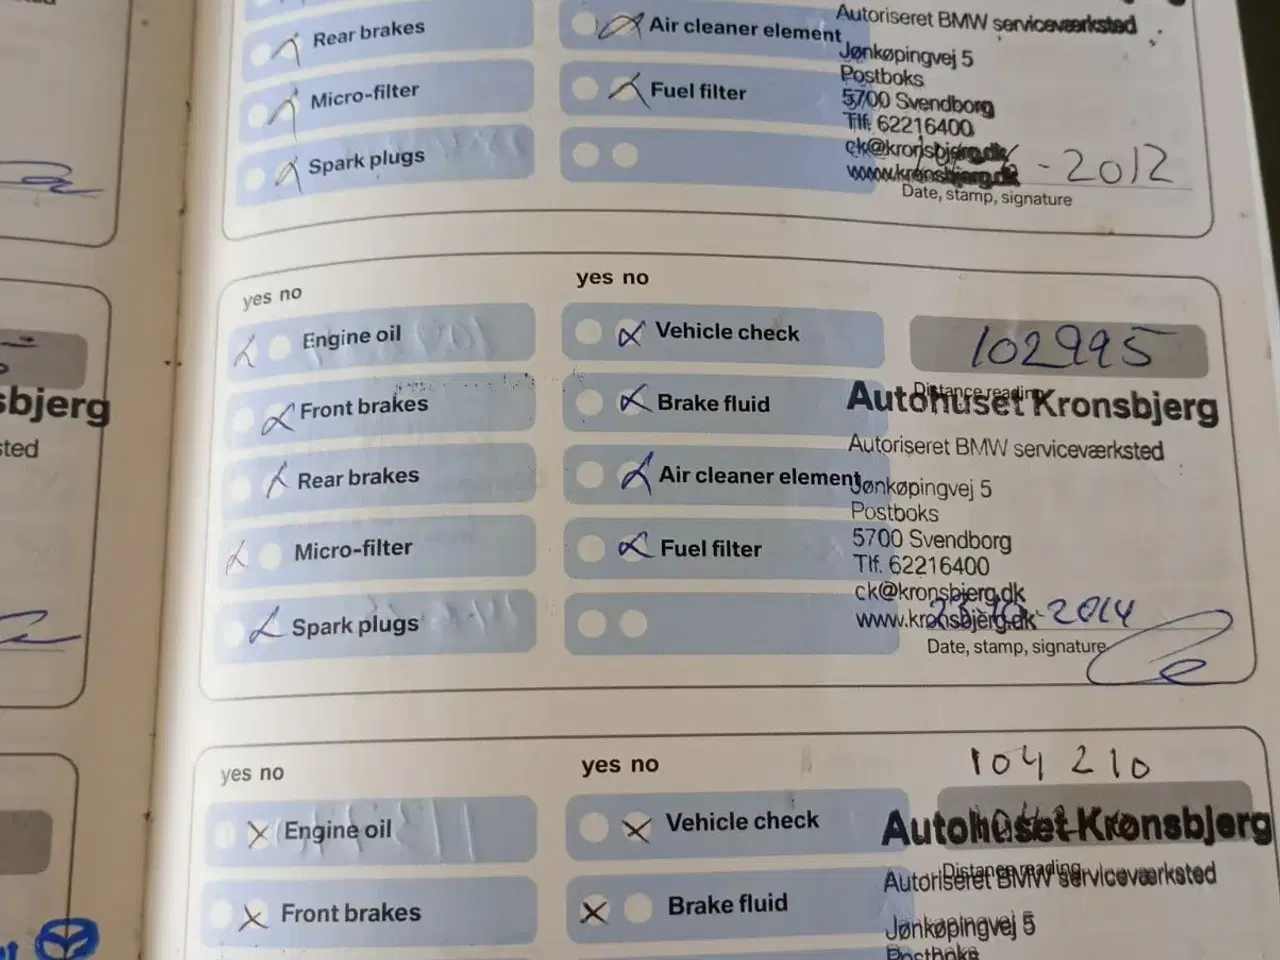 Rear brakes
Air cleaner element
Autoriseret BMW serviceværksted
Jønkøpingvej 5
Postboks
Micro-filter
Fuel filter
5700 Svendborg
Tlf. 62216400
ck@kronsbjerg.dk
Spark plugs
www.kronsbjerg.dk
- 2012
Date, stamp, signature
yes no
yes no
Engine oil
Vehicle check
102995
Distance reading
Front brakes
Brake fluid
Autohuset Kronsbjerg
Autoriseret BMW serviceværksted
Rear brakes
Air cleaner element
Jønkøpingvej 5
Postboks
Micro-filter
Fuel filter
5700 Svendborg
Tlf. 62216400
ck@kronsbjerg.dk
www.kronsbjerg.dk
-2014
Spark plugs
Date, stamp, signature
sbjerg
sted
yes no
yes no
104210
Engine oil
Vehicle check
Autohuset Kronsbjerg
Distance reading
Autoriseret BMW serviceværksted
Front brakes
Brake fluid
Jønkøpingvej 5
Postboks